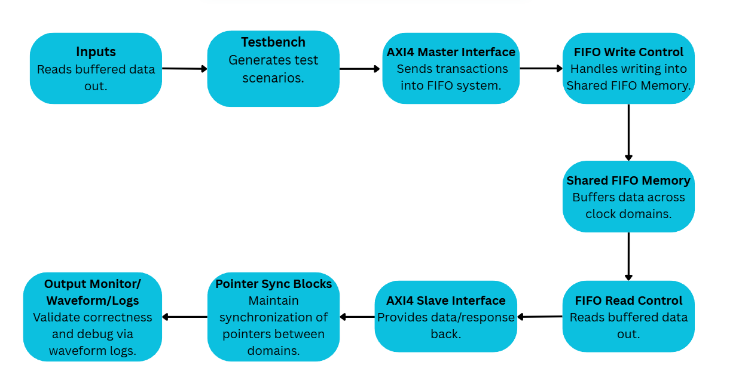 Inputs
Reads buffered data
out.
Testbench
Generates test
scenarios.
AXI4 Master Interface
Sends transactions
into FIFO system.
FIFO Write Control
Handles writing into
Shared FIFO Memory.
Shared FIFO Memory
Buffers data across
clock domains.
FIFO Read Control
Reads buffered data
out.
AXI4 Slave Interface
Provides data/response
back.
Pointer Sync Blocks
Maintain
synchronization of
pointers between
domains.
Output Monitor/
Waveform/Logs
Validate correctness
and debug via
waveform logs.